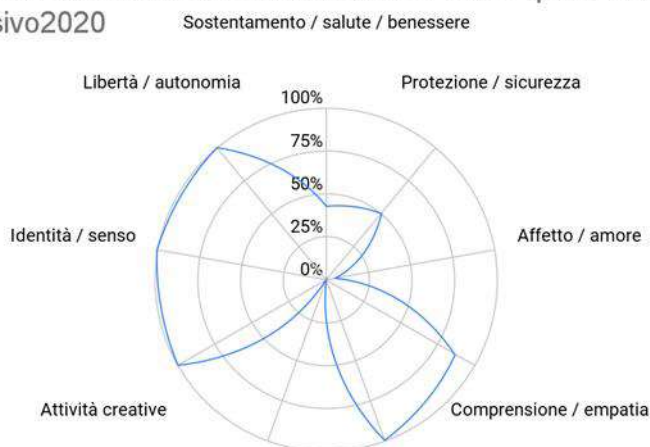 sivo2020
Sostentamento / salute / benessere
Libertà / autonomia
Protezione / sicurezza
100%
75%
50%
25%
0%
Identità / senso
Affetto / amore
Attività creative
Comprensione / empatia